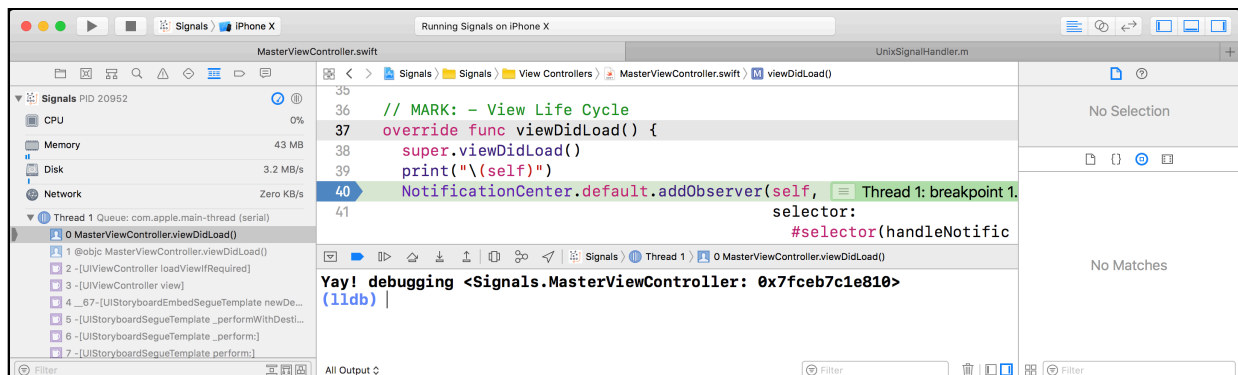 Signals iPhone X
Running Signals on iPhone X
MasterViewController.swift
UnixSignalHandler.m
Signals PID 20952
CPU 0%
Memory 43 MB
Disk 3.2 MB/s
Network Zero KB/s
Thread 1 Queue: com.apple.main-thread (serial)
0 MasterViewController.viewDidLoad()
1 @objc MasterViewController.viewDidLoad()
2 -[UIViewController loadViewIfRequired]
3 -[UIViewController view]
4 __67-[UIStoryboardEmbedSegueTemplate newDe...
5 -[UIStoryboardSegueTemplate _performWithDesti...
6 -[UIStoryboardSegueTemplate _perform:]
7 -[UIStoryboardSegueTemplate perform:]
Filter
Signals Signals View Controllers MasterViewController.swift M viewDidLoad()
35
36 // MARK: - View Life Cycle
37 override func viewDidLoad() {
38 super.viewDidLoad()
39 print("\(self)")
40 NotificationCenter.default.addObserver(self, Thread 1: breakpoint 1.
41 selector:
#selector(handleNotific
Signals Thread 1 0 MasterViewController.viewDidLoad()
Yay! debugging <Signals.MasterViewController: 0x7fceb7c1e810>
(lldb)
All Output
Filter
No Selection
No Matches
Filter